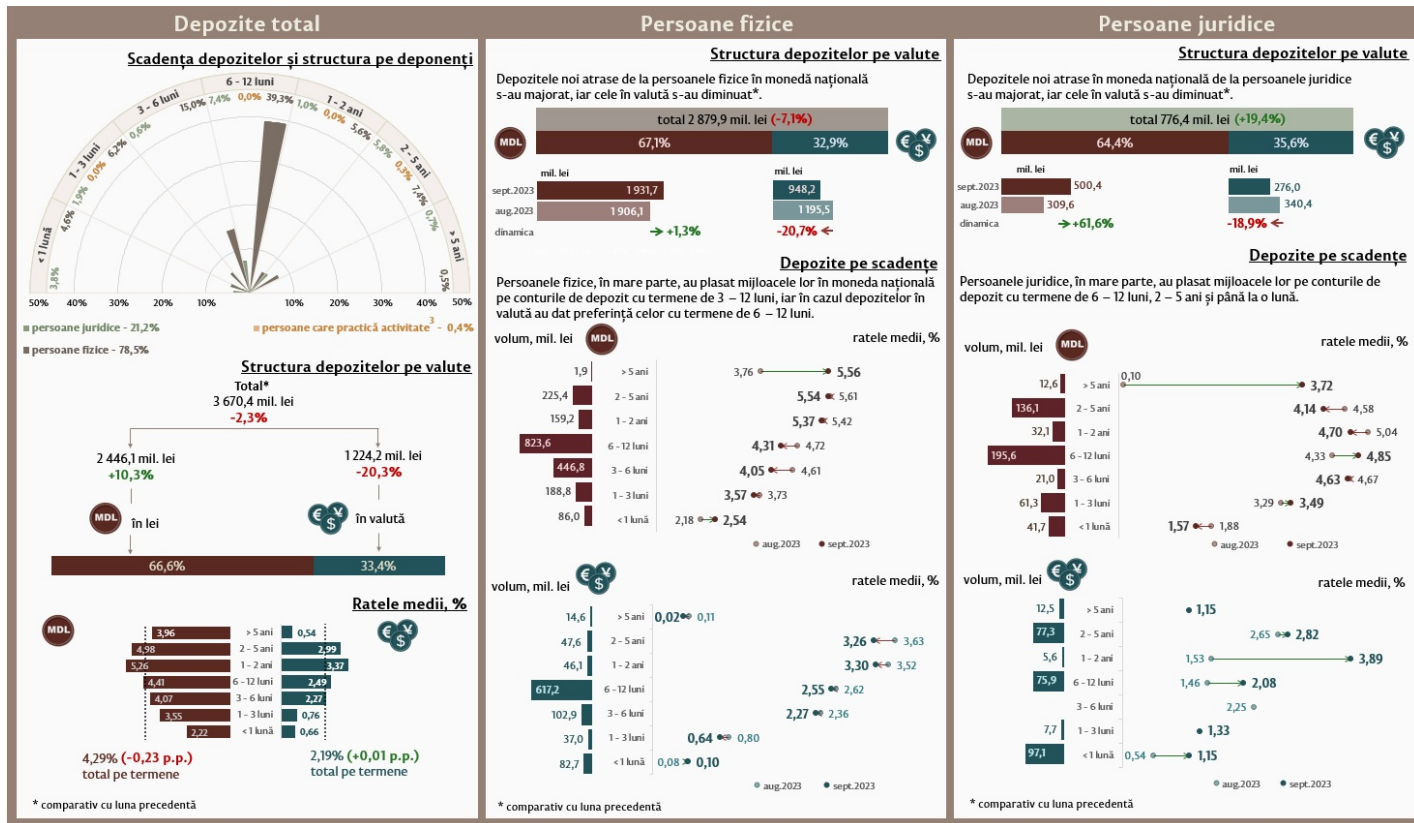 Depozite total
Scadența depozitelor și structura pe deponenți
< 1 lună
1 - 3 luni
3 - 6 luni
6 - 12 luni
1 - 2 ani
2 - 5 ani
> 5 ani
3,8%
4,6%
1,9%
0,0%
6,2%
0,6%
15,0%
7,4%
0,0%
39,3%
1,0%
0,0%
5,6%
5,8%
0,3%
7,4%
0,7%
0,5%
50% 40% 30% 20% 10% 10% 20% 30% 40% 50%
persoane juridice - 21,2%
persoane care practică activitate 3 - 0,4%
persoane fizice - 78,5%
Structura depozitelor pe valute
Total*
3 670,4 mil. lei
-2,3%
2 446,1 mil. lei
+10,3%
1 224,2 mil. lei
-20,3%
MDL în lei
€ ¥ $ în valută
66,6% 33,4%
Ratele medii, %
MDL
€ ¥ $
3,96 > 5 ani 0,54
4,98 2 - 5 ani 2,99
5,26 1 - 2 ani 3,37
4,41 6 - 12 luni 2,49
4,07 3 - 6 luni 2,27
3,55 1 - 3 luni 0,76
2,22 < 1 lună 0,66
4,29% (-0,23 p.p.)
total pe termene
2,19% (+0,01 p.p.)
total pe termene
* comparativ cu luna precedentă
Persoane fizice
Structura depozitelor pe valute
Depozitele noi atrase de la persoanele fizice în monedă națională
s-au majorat, iar cele în valută s-au diminuat*.
total 2 879,9 mil. lei (-7,1%)
MDL 67,1% 32,9% € ¥ $
mil. lei mil. lei
sept.2023 1 931,7 948,2
aug.2023 1 906,1 1 195,5
dinamica +1,3% -20,7%
Depozite pe scadențe
Persoanele fizice, în mare parte, au plasat mijloacele lor în moneda națională
pe conturile de depozit cu termene de 3 – 12 luni, iar în cazul depozitelor în
valută au dat preferință celor cu termene de 6 – 12 luni.
volum, mil. lei MDL ratele medii, %
1,9 > 5 ani 3,76 5,56
225,4 2 - 5 ani 5,54 5,61
159,2 1 - 2 ani 5,37 5,42
823,6 6 - 12 luni 4,31 4,72
446,8 3 - 6 luni 4,05 4,61
188,8 1 - 3 luni 3,57 3,73
86,0 < 1 lună 2,18 2,54
aug.2023 sept.2023
volum, mil. lei € ¥ $ ratele medii, %
14,6 > 5 ani 0,02 0,11
47,6 2 - 5 ani 3,26 3,63
46,1 1 - 2 ani 3,30 3,52
617,2 6 - 12 luni 2,55 2,62
102,9 3 - 6 luni 2,27 2,36
37,0 1 - 3 luni 0,64 0,80
82,7 < 1 lună 0,08 0,10
aug.2023 sept.2023
* comparativ cu luna precedentă
Persoane juridice
Structura depozitelor pe valute
Depozitele noi atrase în moneda națională de la persoanele juridice
s-au majorat, iar cele în valută s-au diminuat*.
total 776,4 mil. lei (+19,4%)
MDL 64,4% 35,6% € ¥ $
mil. lei mil. lei
sept.2023 500,4 276,0
aug.2023 309,6 340,4
dinamica +61,6% -18,9%
Depozite pe scadențe
Persoanele juridice, în mare parte, au plasat mijloacele lor pe conturile de
depozit cu termene de 6 – 12 luni, 2 – 5 ani și până la o lună.
volum, mil. lei MDL ratele medii, %
12,6 > 5 ani 0,10 3,72
136,1 2 - 5 ani 4,14 4,58
32,1 1 - 2 ani 4,70 5,04
195,6 6 - 12 luni 4,33 4,85
21,0 3 - 6 luni 4,63 4,67
61,3 1 - 3 luni 3,29 3,49
41,7 < 1 lună 1,57 1,88
aug.2023 sept.2023
volum, mil. lei € ¥ $ ratele medii, %
12,5 > 5 ani 1,15
77,3 2 - 5 ani 2,65 2,82
5,6 1 - 2 ani 1,53 3,89
75,9 6 - 12 luni 1,46 2,08
3 - 6 luni 2,25
7,7 1 - 3 luni 1,33
97,1 < 1 lună 0,54 1,15
aug.2023 sept.2023
* comparativ cu luna precedentă